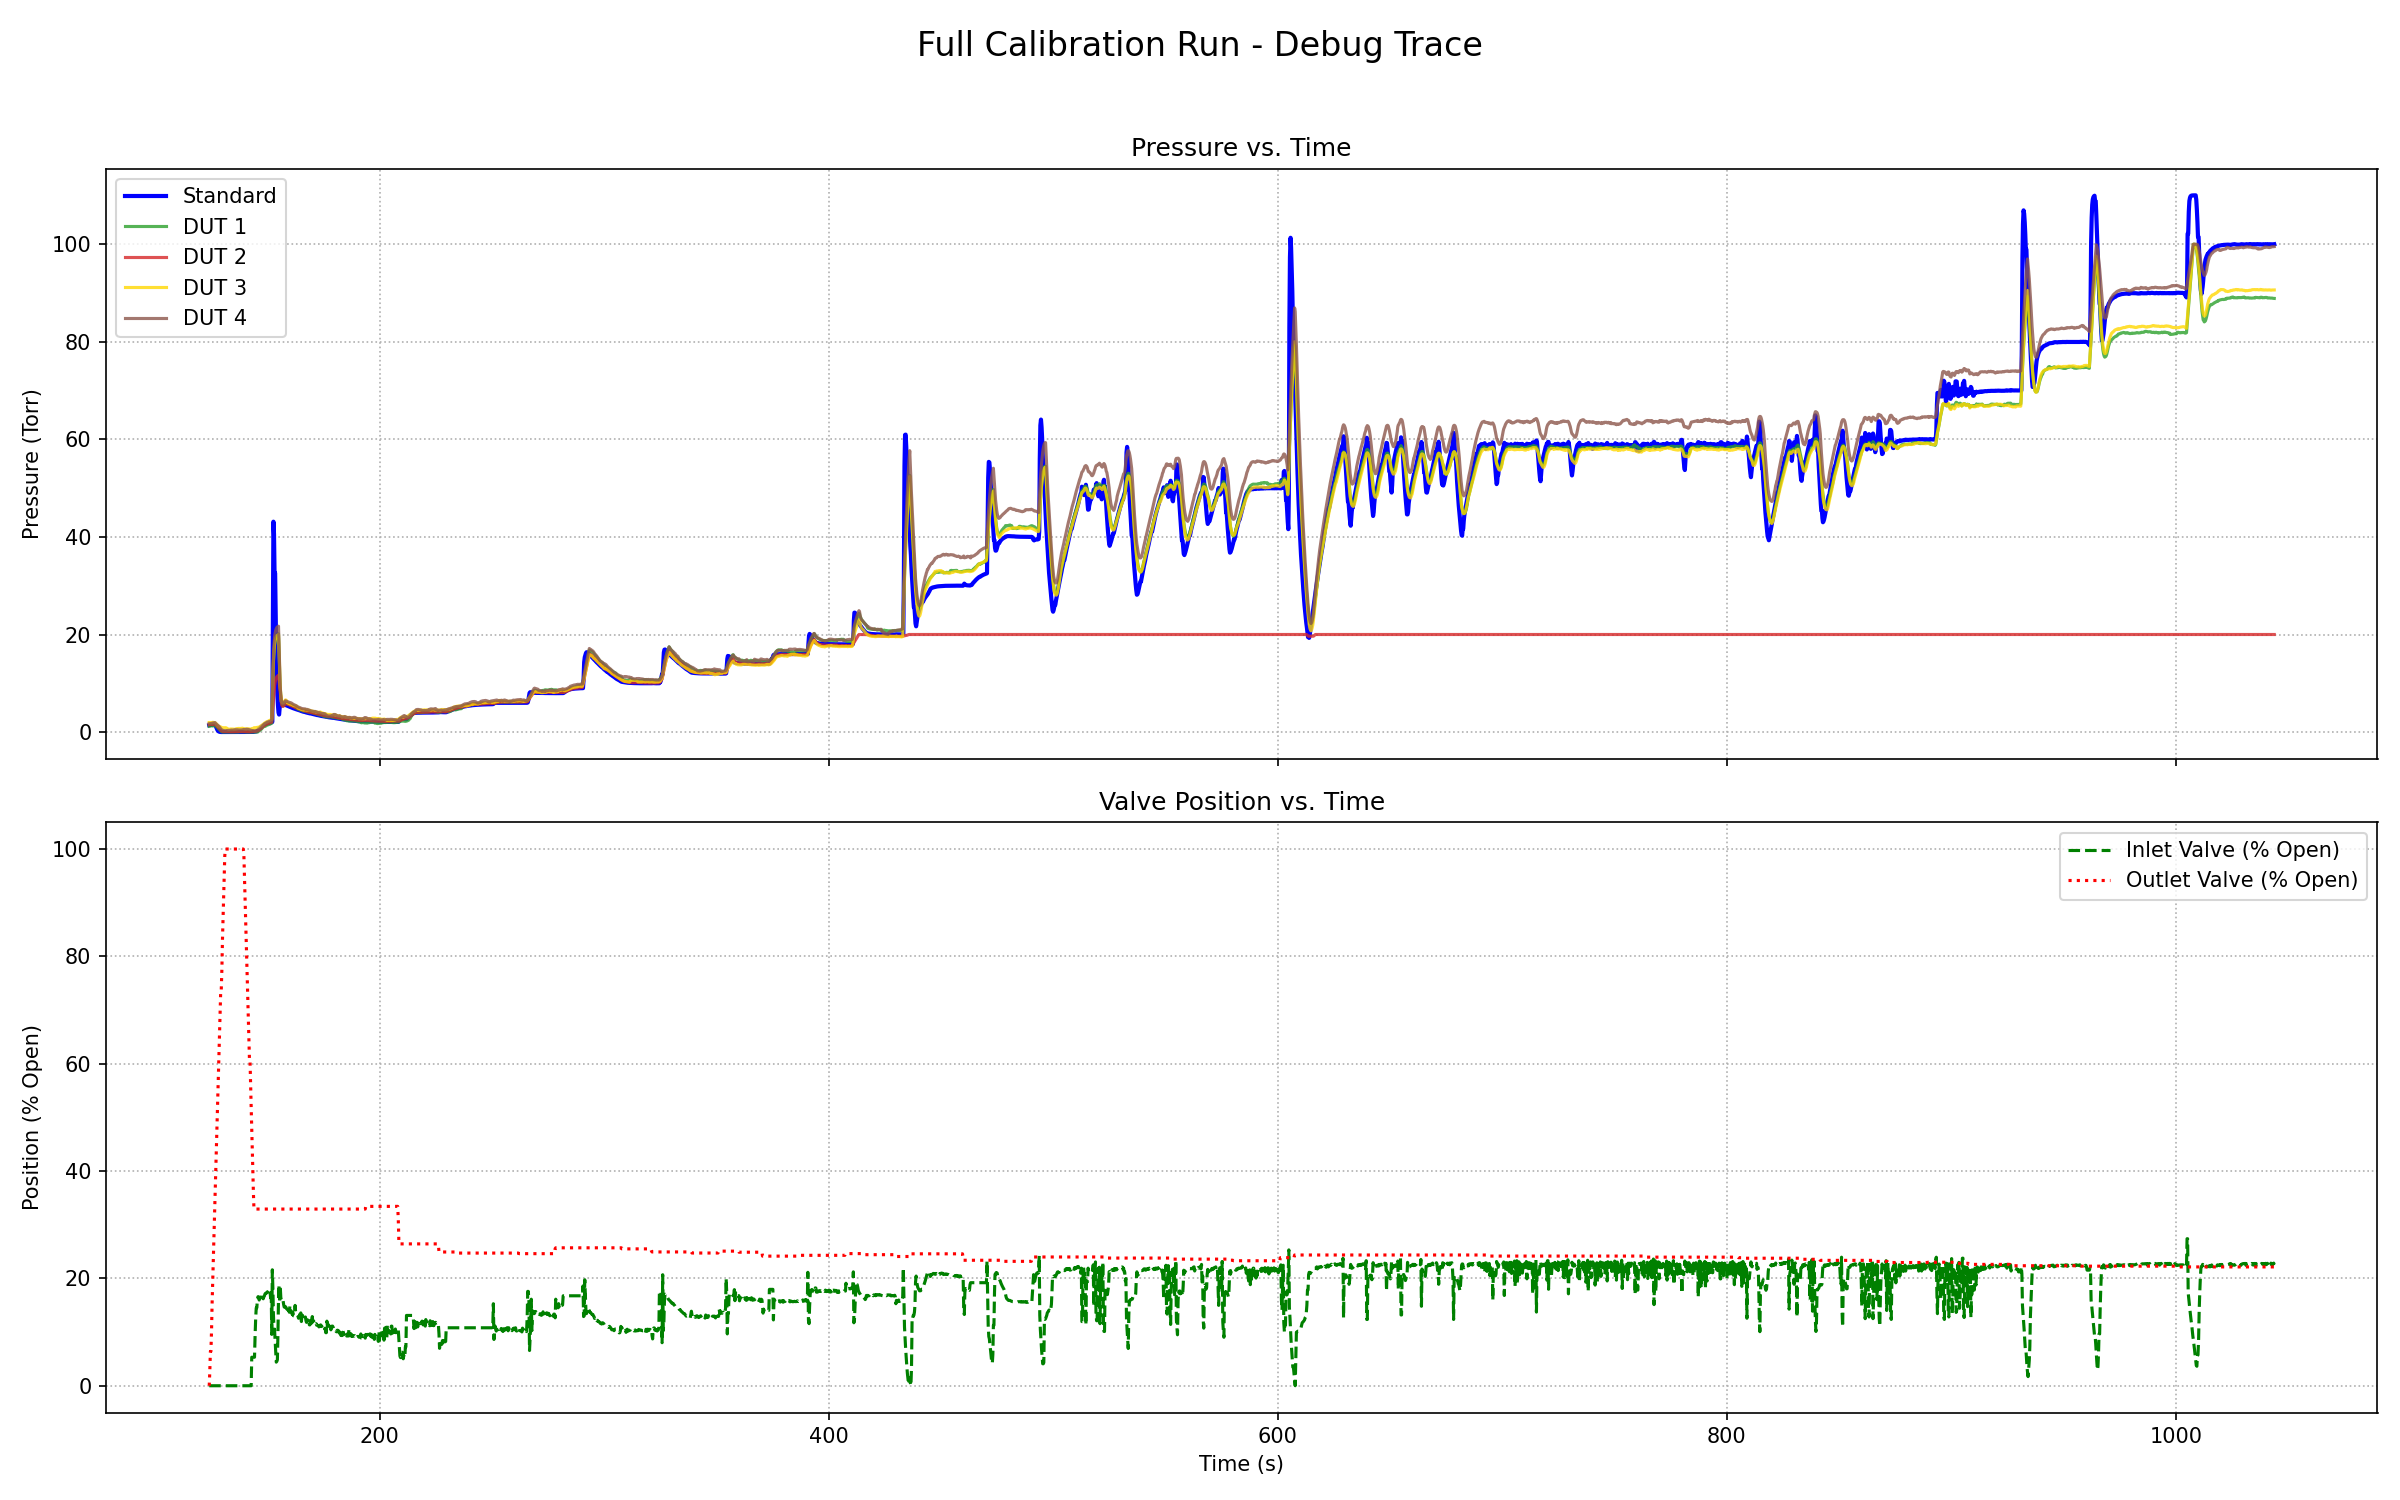 Full Calibration Run - Debug Trace
Pressure vs. Time
Pressure (Torr)
100
80
60
40
20
0
Standard
DUT 1
DUT 2
DUT 3
DUT 4
Valve Position vs. Time
Position (% Open)
100
80
60
40
20
0
Inlet Valve (% Open)
Outlet Valve (% Open)
200 400 600 800 1000
Time (s)